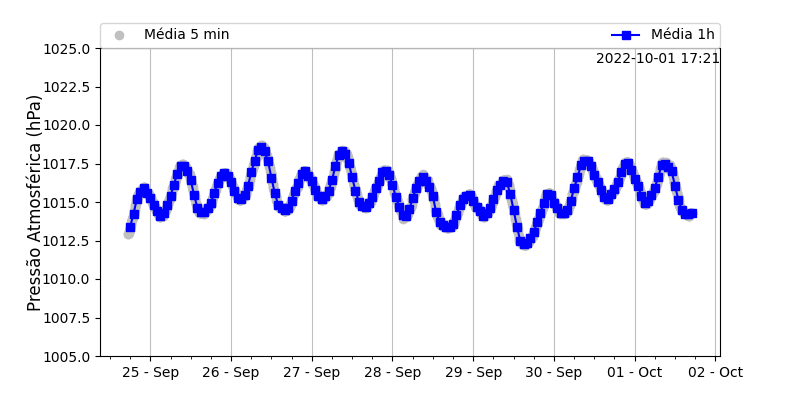 Média 5 min
Média 1h
2022-10-01 17:21
Pressão Atmosférica (hPa)
1025.0
1022.5
1020.0
1017.5
1015.0
1012.5
1010.0
1007.5
1005.0
25 - Sep
26 - Sep
27 - Sep
28 - Sep
29 - Sep
30 - Sep
01 - Oct
02 - Oct